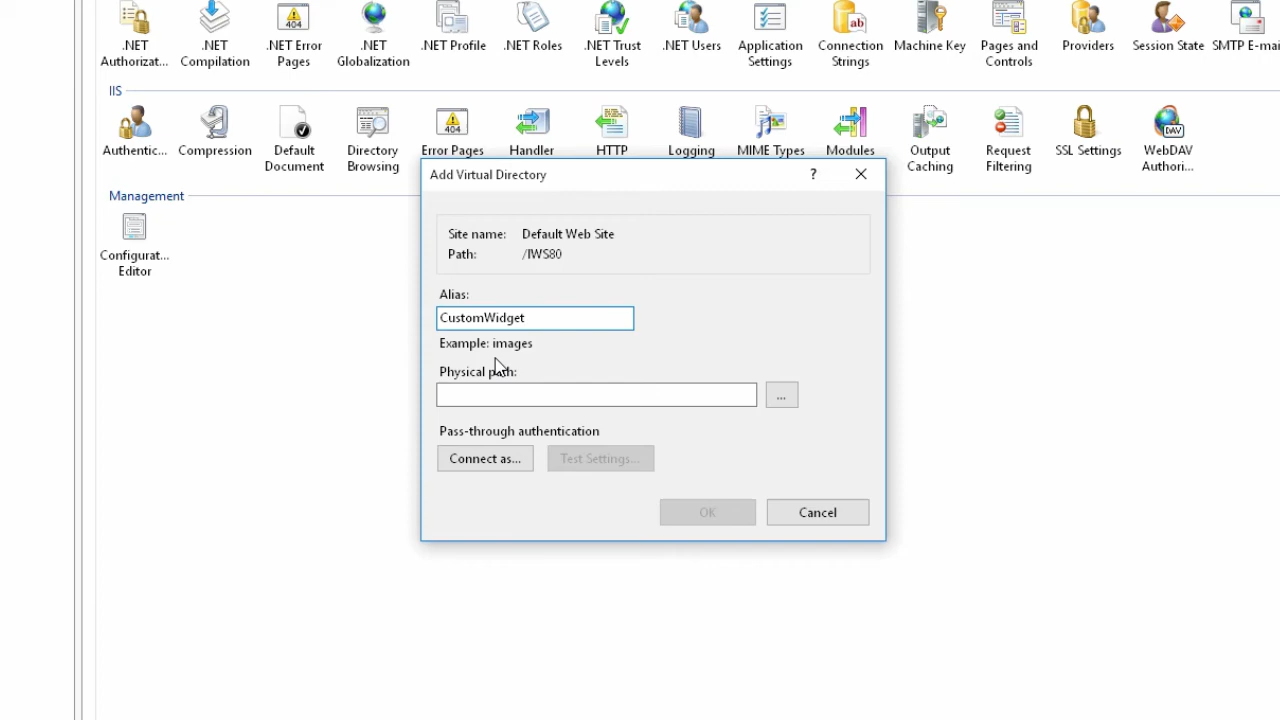 .NET Authorizat...
.NET Compilation
.NET Error Pages
.NET Globalization
.NET Profile
.NET Roles
.NET Trust Levels
.NET Users
Application Settings
Connection Strings
Machine Key
Pages and Controls
Providers
Session State
SMTP E-mai
IIS
Authentic...
Compression
Default Document
Directory Browsing
Error Pages
Handler
HTTP
Logging
MIME Types
Modules
Output Caching
Request Filtering
SSL Settings
WebDAV Authori...
Management
Configurat... Editor
Add Virtual Directory
?
Site name: Default Web Site
Path: /IWS80
Alias:
CustomWidget
Example: images
Physical path:
...
Pass-through authentication
Connect as...
Test Settings...
OK
Cancel